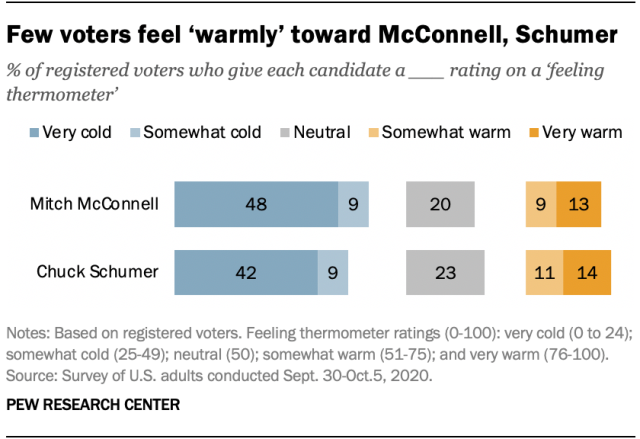 Few voters feel ‘warmly’ toward McConnell, Schumer
% of registered voters who give each candidate a ___ rating on a ‘feeling
thermometer’
Very cold Somewhat cold Neutral Somewhat warm Very warm
Mitch McConnell 48 9 20 9 13
Chuck Schumer 42 9 23 11 14
Notes: Based on registered voters. Feeling thermometer ratings (0-100): very cold (0 to 24);
somewhat cold (25-49); neutral (50); somewhat warm (51-75); and very warm (76-100).
Source: Survey of U.S. adults conducted Sept. 30-Oct.5, 2020.
PEW RESEARCH CENTER